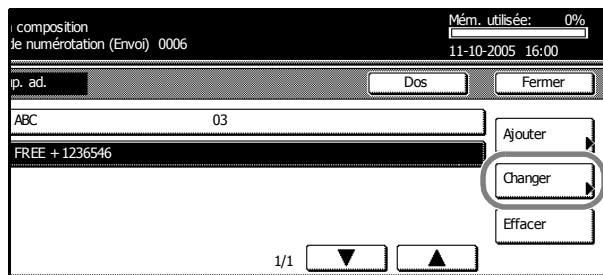 composition
de numérotation (Envoi) 0006
Mém. utilisée: 0%
11-10-2005 16:00
p. ad.
Dos
Fermer
ABC 03
FREE + 1236546
Ajouter
Changer
Effacer
1/1